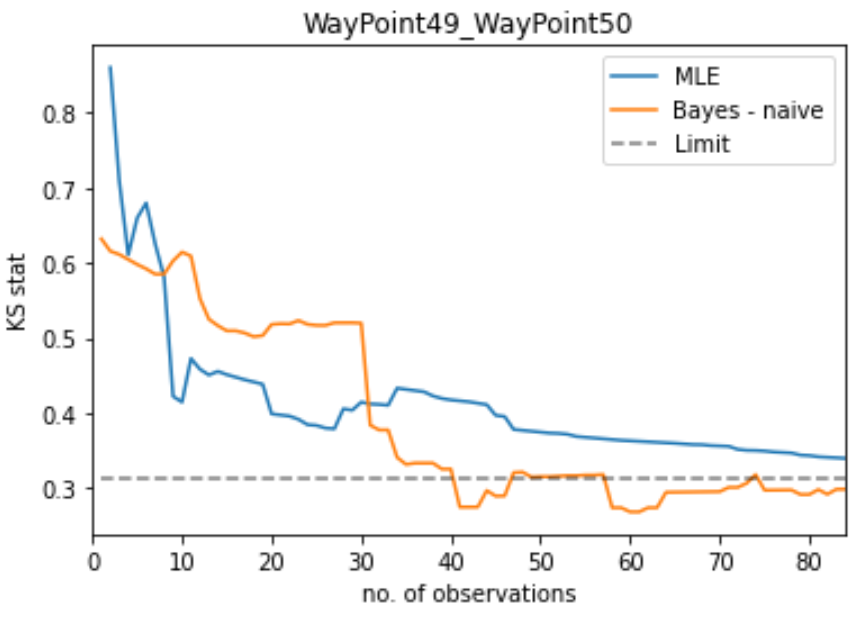 WayPoint49_WayPoint50
MLE
Bayes - naive
Limit
KS stat
0.8
0.7
0.6
0.5
0.4
0.3
0 10 20 30 40 50 60 70 80
no. of observations